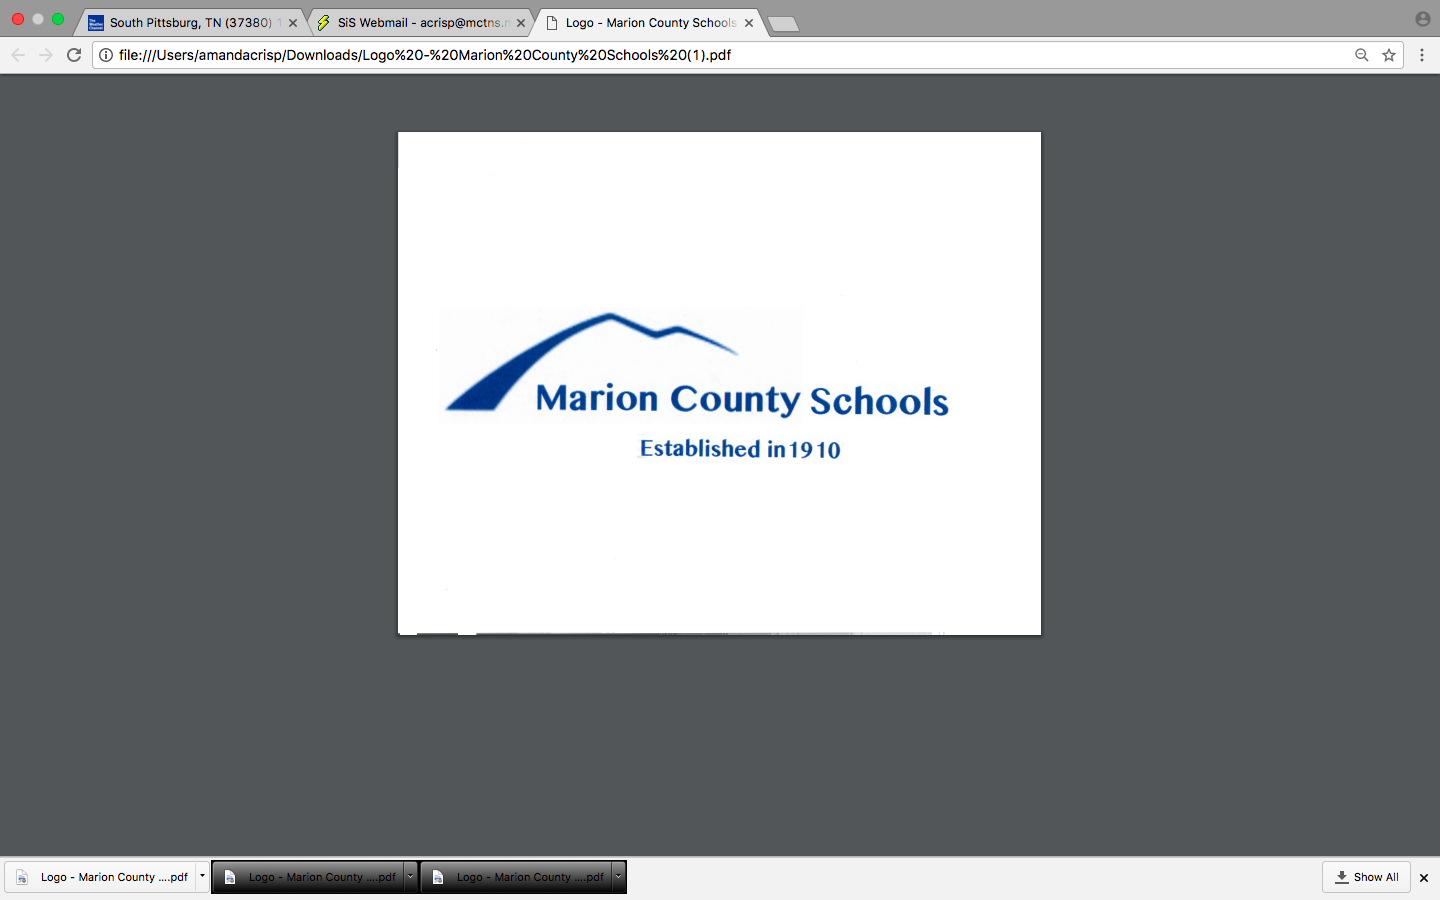 South Pittsburg, TN (37380)
SiS Webmail - acrisp@mctns.n
Logo - Marion County Schools
file:///Users/amandacrisp/Downloads/Logo%20-%20Marion%20County%20Schools%20(1).pdf
Marion County Schools
Established in 1910
Logo - Marion County ....pdf
Logo - Marion County ....pdf
Logo - Marion County ....pdf
Show All